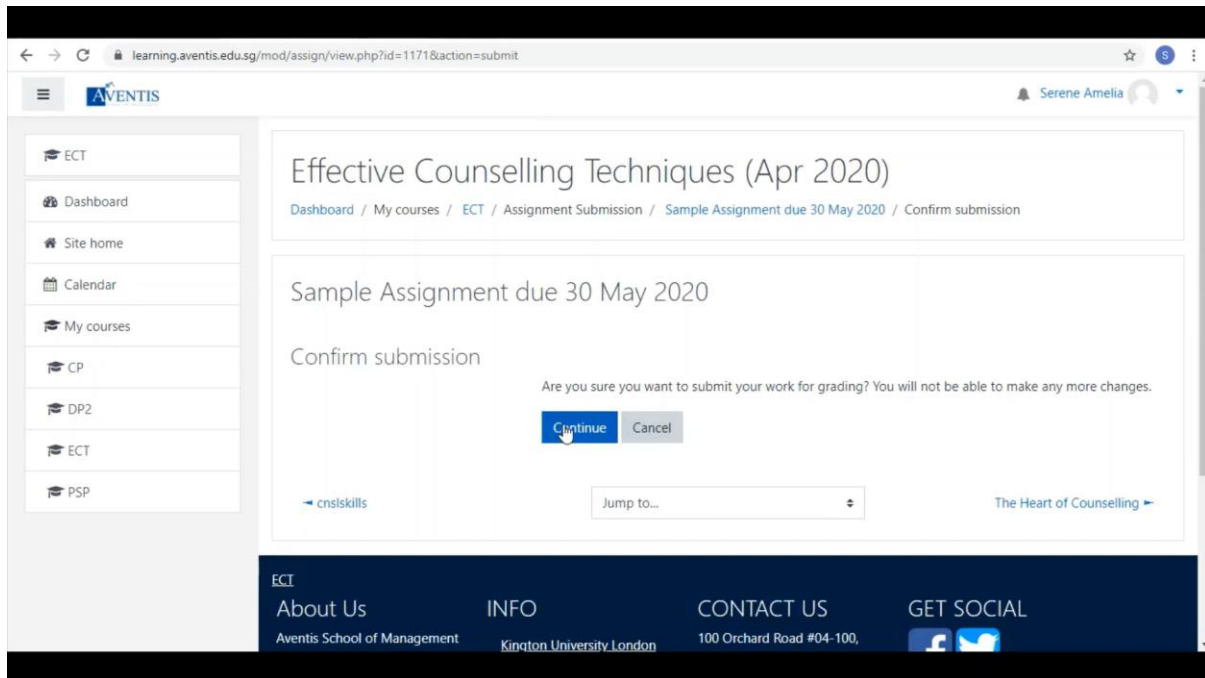 learning.aventis.edu.sg/mod/assign/view.php?id=1171&action=submit
S
AVENTIS
Serene Amelia
ECT
Dashboard
Site home
Calendar
My courses
CP
DP2
ECT
PSP
Effective Counselling Techniques (Apr 2020)
Dashboard / My courses / ECT / Assignment Submission / Sample Assignment due 30 May 2020 / Confirm submission
Sample Assignment due 30 May 2020
Confirm submission
Are you sure you want to submit your work for grading? You will not be able to make any more changes.
Continue Cancel
◄ cnslskills
Jump to...
The Heart of Counselling ►
ECT
About Us
Aventis School of Management
INFO
Kington University London
CONTACT US
100 Orchard Road #04-100,
GET SOCIAL